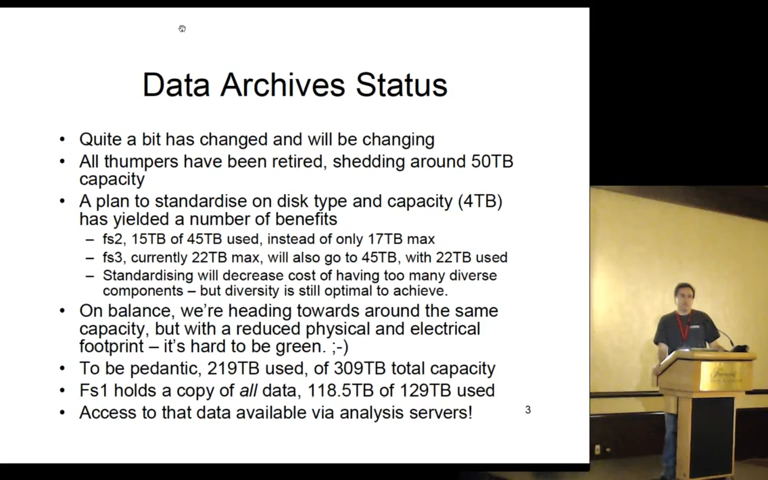 Data Archives Status
• Quite a bit has changed and will be changing
• All thumpers have been retired, shedding around 50TB
capacity
• A plan to standardise on disk type and capacity (4TB)
has yielded a number of benefits
– fs2, 15TB of 45TB used, instead of only 17TB max
– fs3, currently 22TB max, will also go to 45TB, with 22TB used
– Standardising will decrease cost of having too many diverse
components – but diversity is still optimal to achieve.
• On balance, we're heading towards around the same
capacity, but with a reduced physical and electrical
footprint – it's hard to be green. ;-)
• To be pedantic, 219TB used, of 309TB total capacity
• Fs1 holds a copy of all data, 118.5TB of 129TB used
• Access to that data available via analysis servers!
3